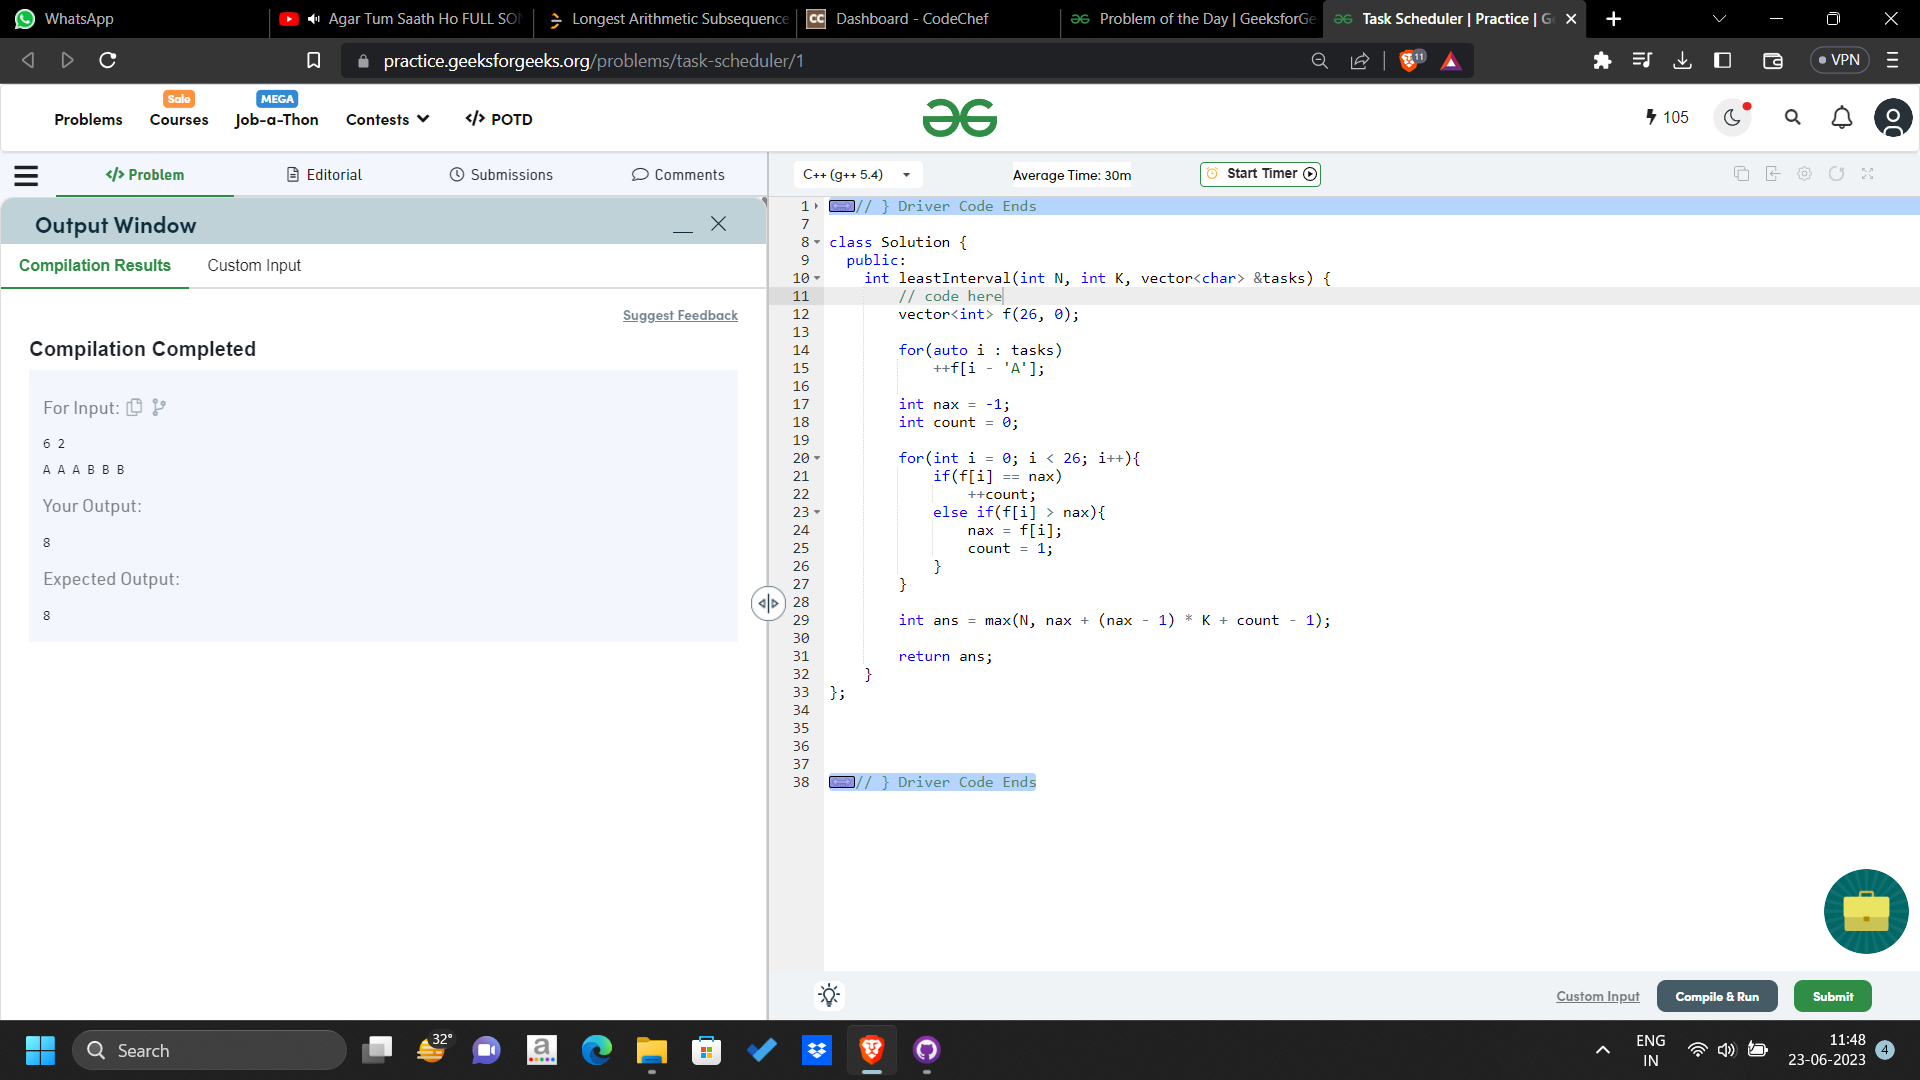 WhatsApp
Agar Tum Saath Ho FULL SON
Longest Arithmetic Subsequence
CC Dashboard - CodeChef
Problem of the Day | GeeksforGe
Task Scheduler | Practice | G
practice.geeksforgeeks.org/problems/task-scheduler/1
11
VPN
Sale
MEGA
Problems Courses Job-a-Thon Contests </> POTD
105
</> Problem Editorial Submissions Comments
C++ (g++ 5.4)
Average Time: 30m
Start Timer
Output Window
Compilation Results Custom Input
Suggest Feedback
Compilation Completed
For Input:
6 2
A A A B B B
Your Output:
8
Expected Output:
8
1 // } Driver Code Ends
7
8 class Solution {
9 public:
10 int leastInterval(int N, int K, vector<char> &tasks) {
11 // code here
12 vector<int> f(26, 0);
13
14 for(auto i : tasks)
15 ++f[i - 'A'];
16
17 int nax = -1;
18 int count = 0;
19
20 for(int i = 0; i < 26; i++){
21 if(f[i] == nax)
22 ++count;
23 else if(f[i] > nax){
24 nax = f[i];
25 count = 1;
26 }
27 }
28
29 int ans = max(N, nax + (nax - 1) * K + count - 1);
30
31 return ans;
32 }
33 };
34
35
36
37
38 // } Driver Code Ends
Custom Input
Compile & Run
Submit
Search
32°
a
ENG
IN
11:48
23-06-2023
4